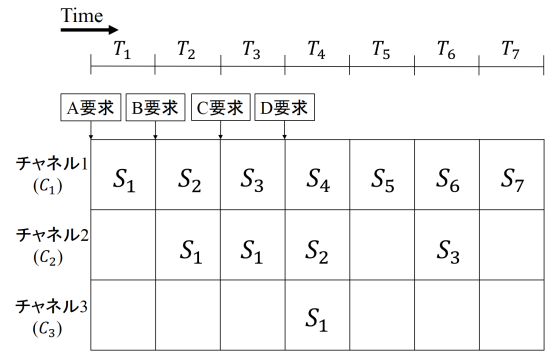 Time
T₁ T₂ T₃ T₄ T₅ T₆ T₇
A要求 B要求 C要求 D要求
チャネル1
(C₁)
S₁ S₂ S₃ S₄ S₅ S₆ S₇
チャネル2
(C₂)
S₁ S₁ S₂ S₃
チャネル3
(C₃)
S₁